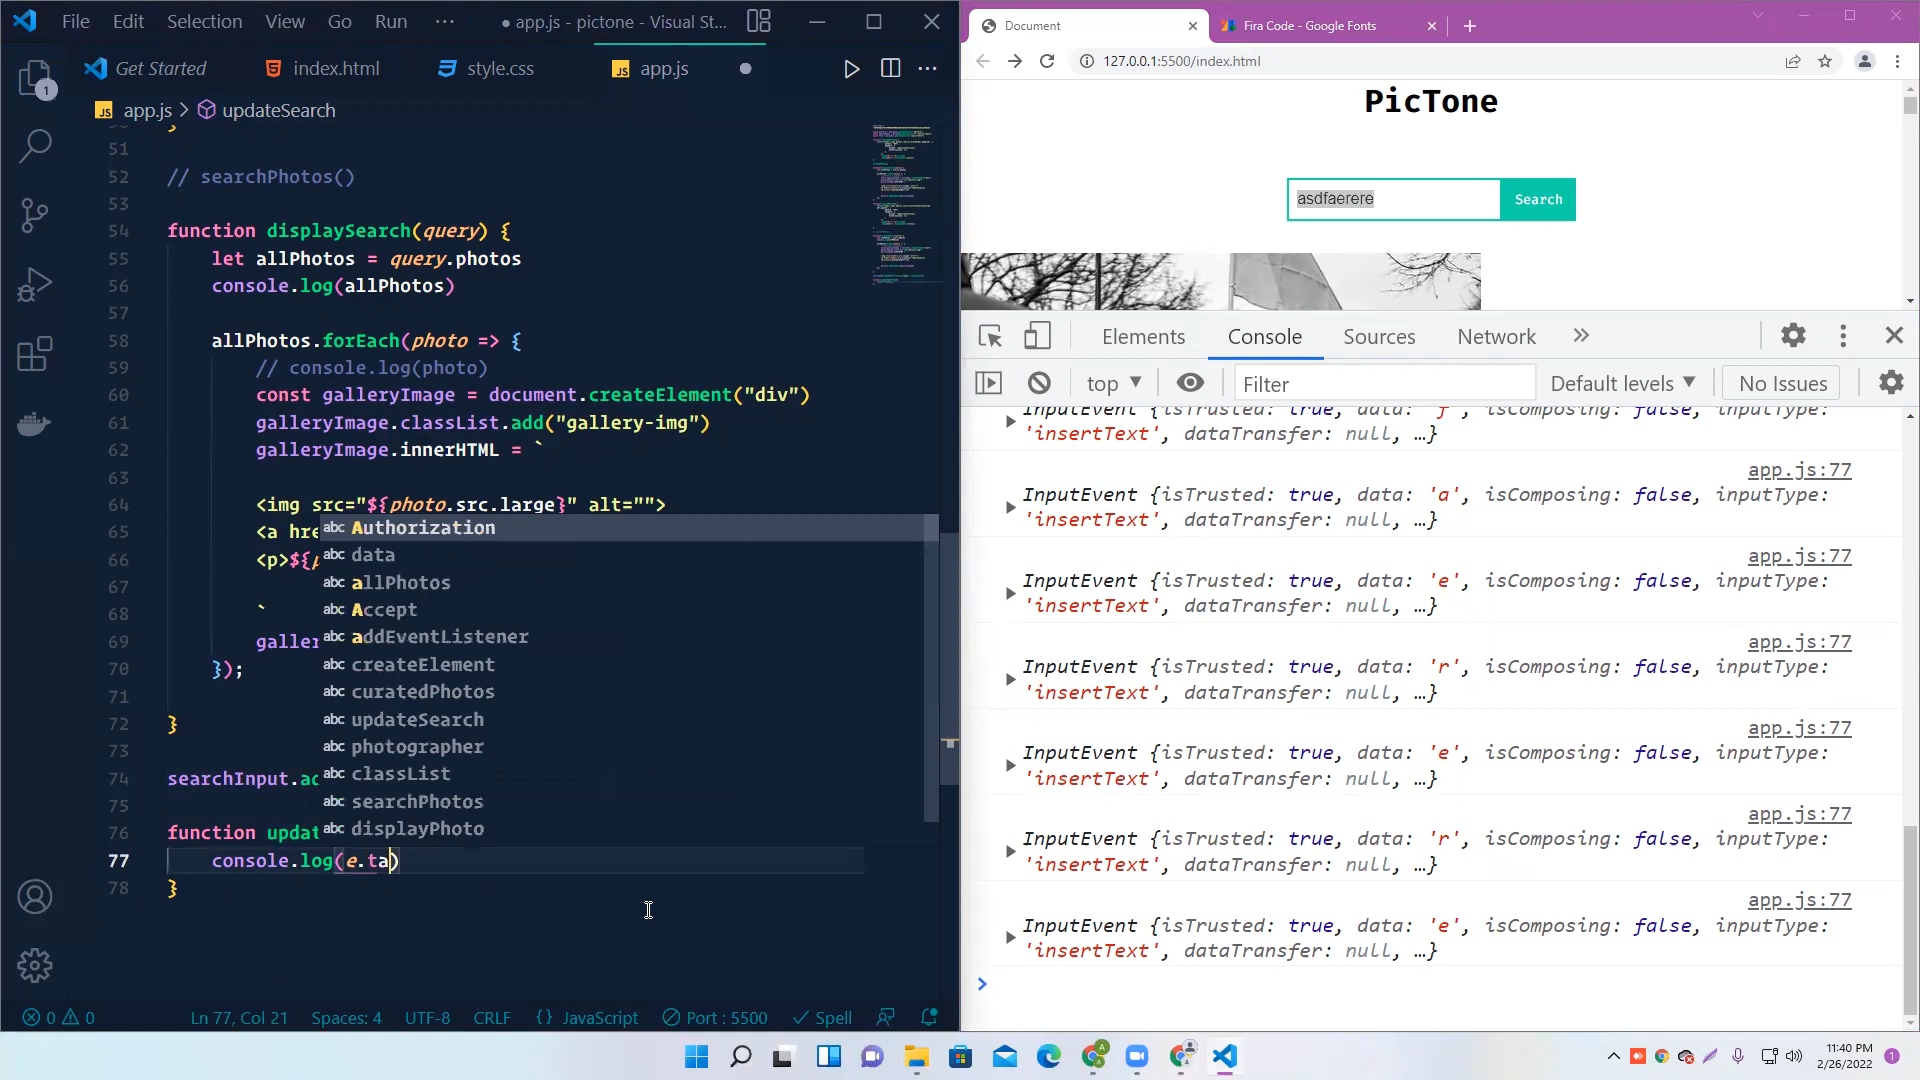 File Edit Selection View Go Run ··· ● app.js - pictone - Visual St...
Get Started index.html style.css app.js
app.js > updateSearch
1
51
52 // searchPhotos()
53
54 function displaySearch(query) {
55 let allPhotos = query.photos
56 console.log(allPhotos)
57
58 allPhotos.forEach(photo => {
59 // console.log(photo)
60 const galleryImage = document.createElement("div")
61 galleryImage.classList.add("gallery-img")
62 galleryImage.innerHTML = `
63
64 <img src="${photo.src.large}" alt="">
65 <a hre
66 <p>${
67
68 `
69 galler
70 });
71
72 }
73
74 searchInput.ad
75
76 function updat
77 console.log(e.ta)
78 }
abc Authorization
abc data
abc allPhotos
abc Accept
abc addEventListener
abc createElement
abc curatedPhotos
abc updateSearch
abc photographer
abc classList
abc searchPhotos
abc displayPhoto
0 0 Ln 77, Col 21 Spaces: 4 UTF-8 CRLF {} JavaScript Port : 5500 Spell
Document Fira Code - Google Fonts
127.0.0.1:5500/index.html
PicTone
asdfaerere Search
Elements Console Sources Network
top Filter Default levels No Issues
InputEvent {isTrusted: true, data: 'f', isComposing: false, inputType:
'insertText', dataTransfer: null, …}
app.js:77
InputEvent {isTrusted: true, data: 'a', isComposing: false, inputType:
'insertText', dataTransfer: null, …}
app.js:77
InputEvent {isTrusted: true, data: 'e', isComposing: false, inputType:
'insertText', dataTransfer: null, …}
app.js:77
InputEvent {isTrusted: true, data: 'r', isComposing: false, inputType:
'insertText', dataTransfer: null, …}
app.js:77
InputEvent {isTrusted: true, data: 'e', isComposing: false, inputType:
'insertText', dataTransfer: null, …}
app.js:77
InputEvent {isTrusted: true, data: 'r', isComposing: false, inputType:
'insertText', dataTransfer: null, …}
app.js:77
InputEvent {isTrusted: true, data: 'e', isComposing: false, inputType:
'insertText', dataTransfer: null, …}
11:40 PM
2/26/2022
1